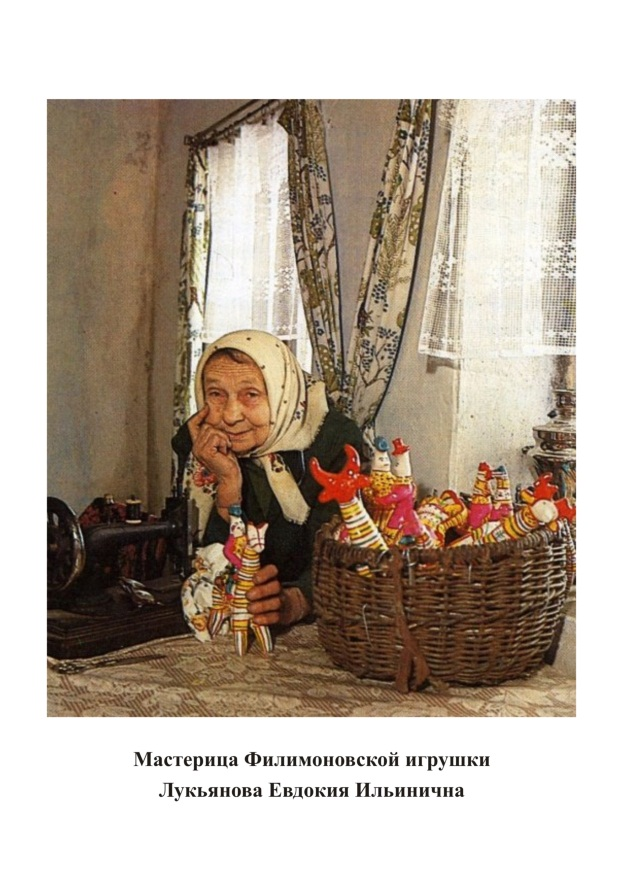 Мастерица Филимоновской игрушки
Лукьянова Евдокия Ильинична